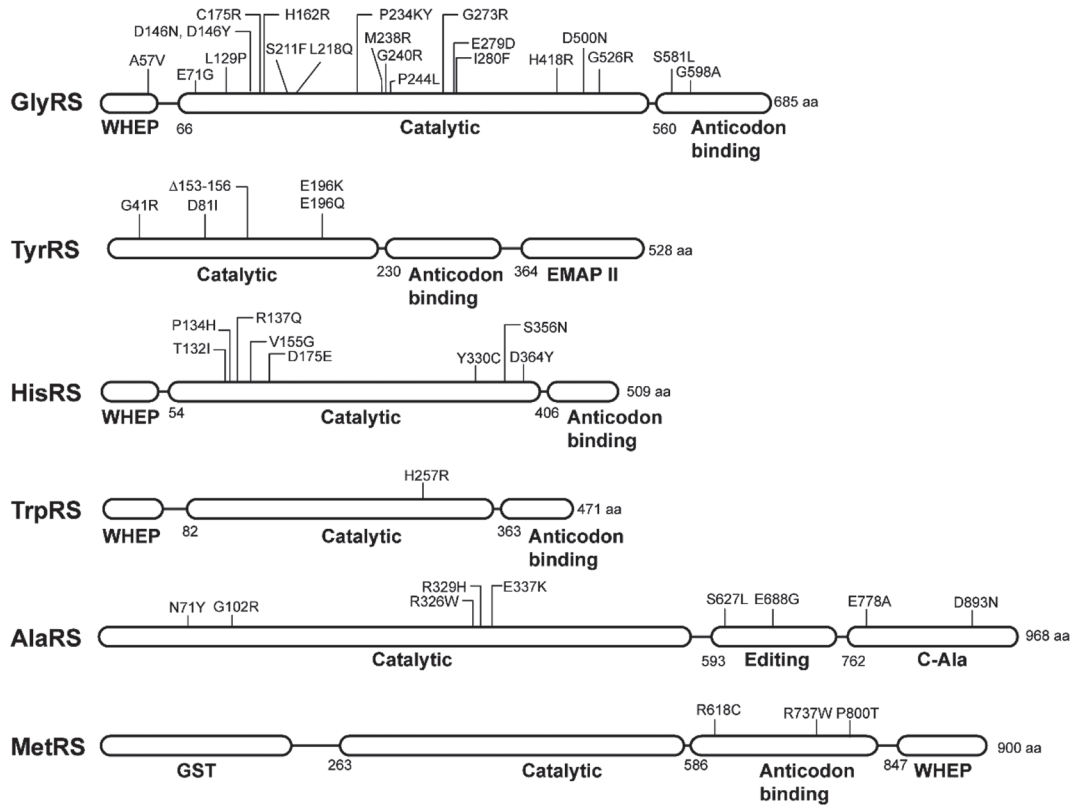 C175R H162R P234KY G273R
D146N, D146Y M238R D500N
A57V L129P S211F L218Q G240R E279D H418R G526R S581L
E71G P244L I280F G598A
GlyRS 685 aa
WHEP 66 Catalytic 560 Anticodon
binding
Δ153-156 E196K
G41R D81I E196Q
TyrRS 528 aa
Catalytic 230 Anticodon 364 EMAP II
binding
P134H R137Q S356N
T132I V155G
D175E Y330C D364Y
HisRS 509 aa
WHEP 54 Catalytic 406 Anticodon
binding
H257R
TrpRS 471 aa
WHEP 82 Catalytic 363 Anticodon
binding
R329H E337K
N71Y G102R R326W S627L E688G E778A D893N
AlaRS 968 aa
Catalytic 593 Editing 762 C-Ala
R618C R737W P800T
MetRS 900 aa
GST 263 Catalytic 586 Anticodon 847 WHEP
binding